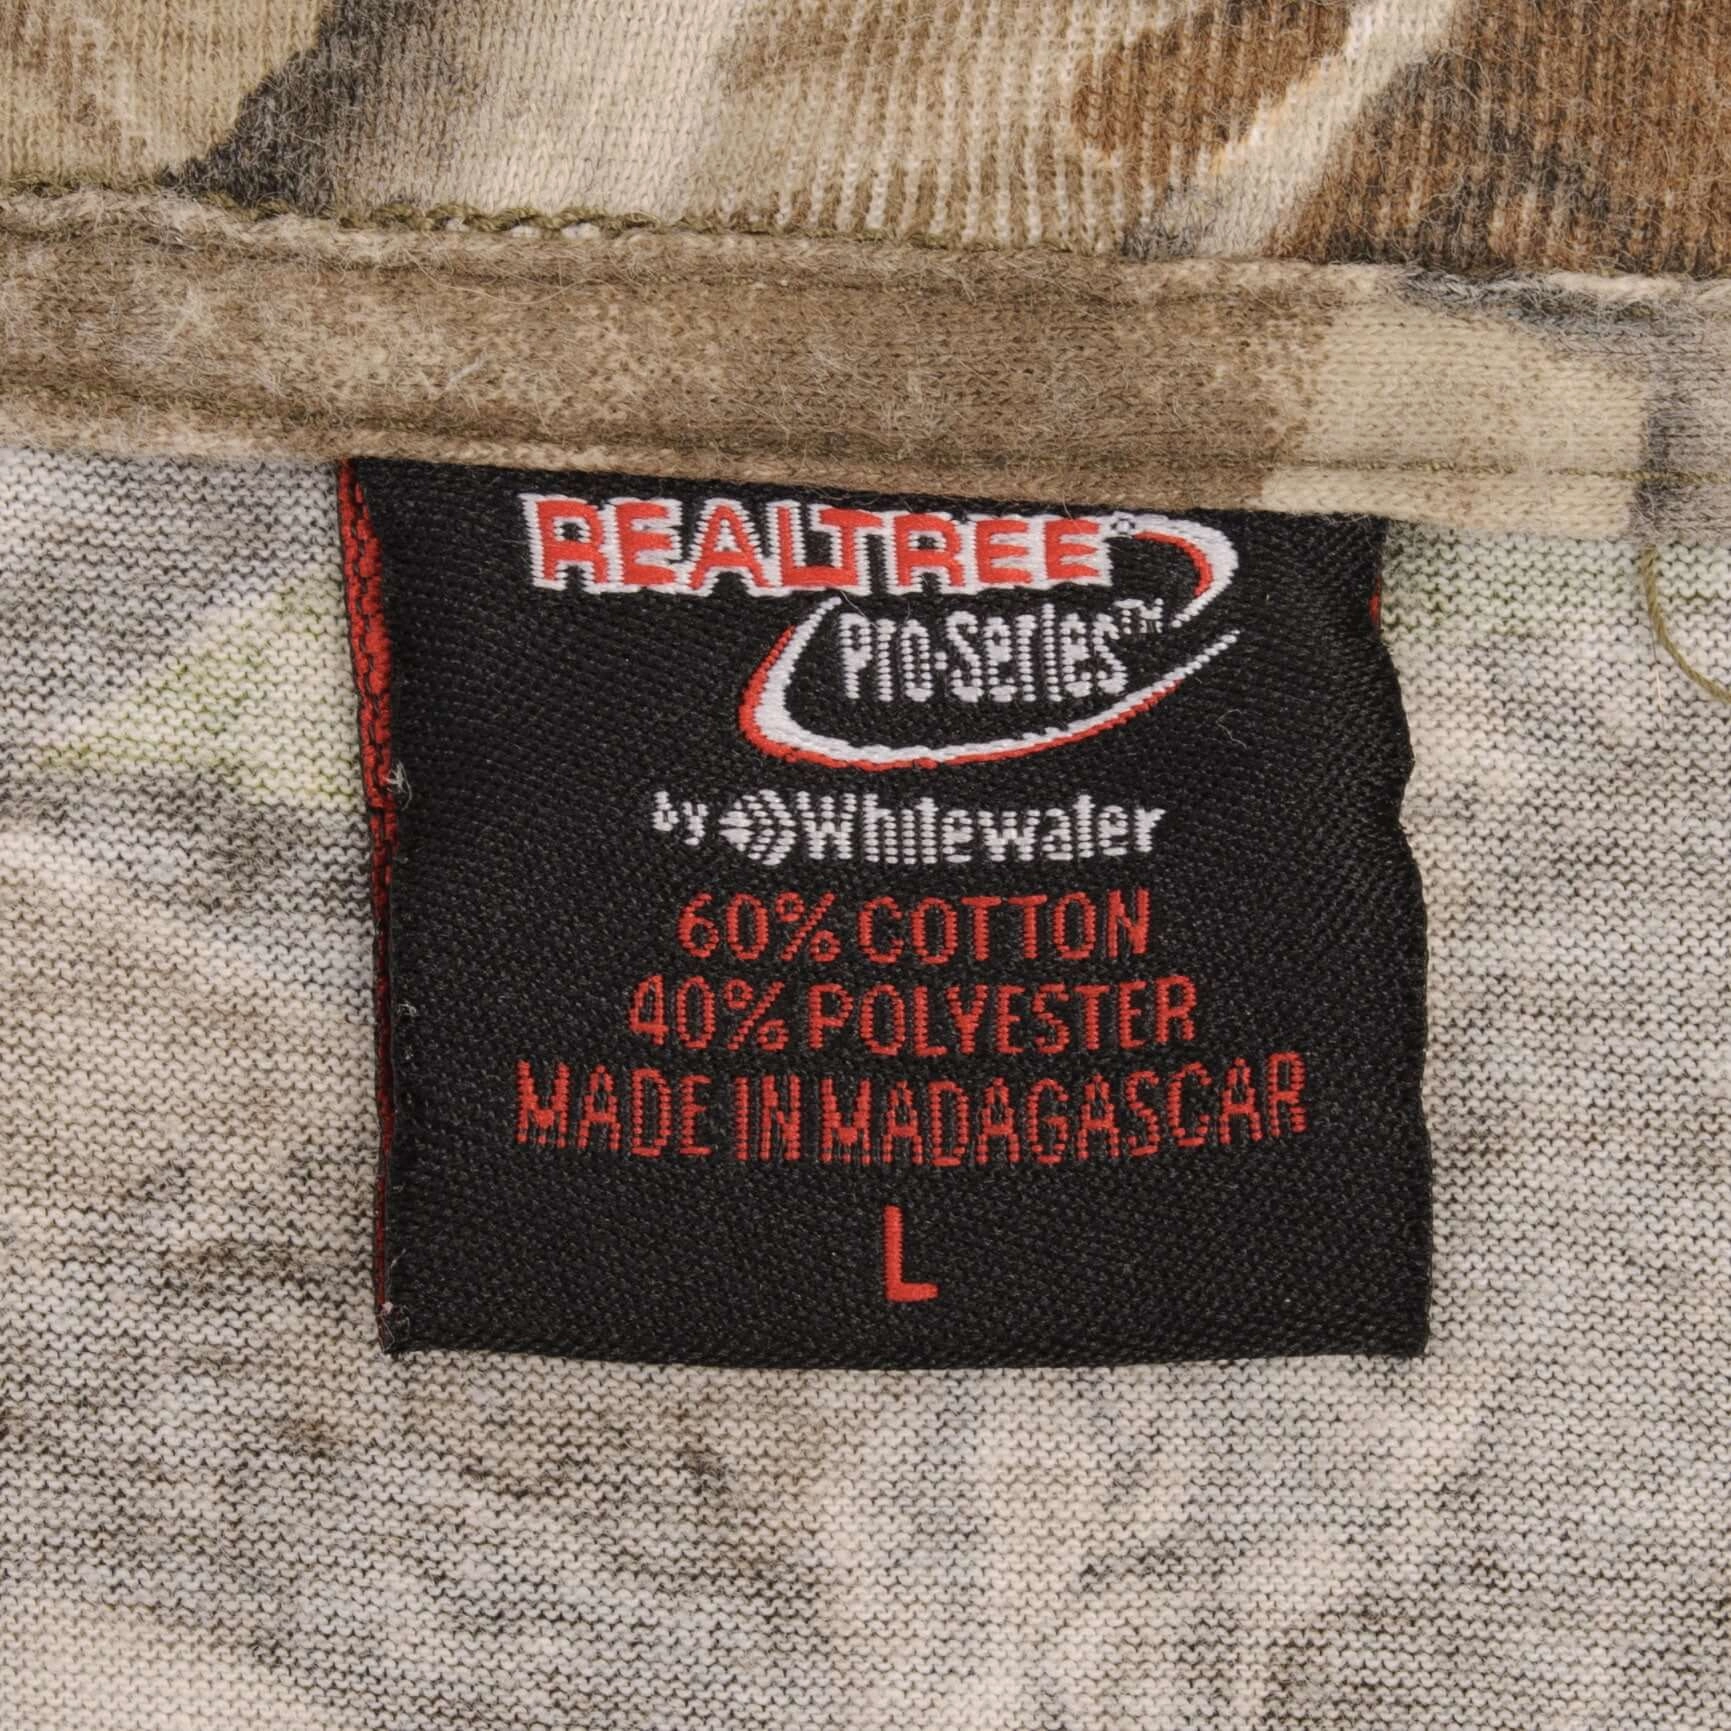 REALTREE®
Pro-Series™
by Whitewater
60% COTTON
40% POLYESTER
MADE IN MADAGASCAR
L